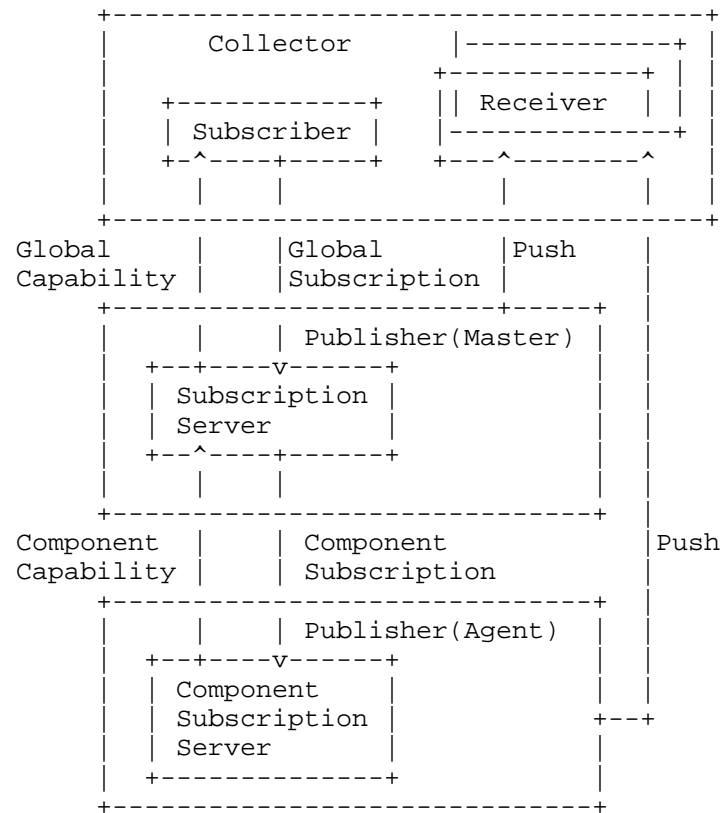 Collector
Receiver
Subscriber
Global Global Push
Capability Subscription
Publisher(Master)
Subscription
Server
Component Component Push
Capability Subscription
Publisher(Agent)
Component
Subscription
Server